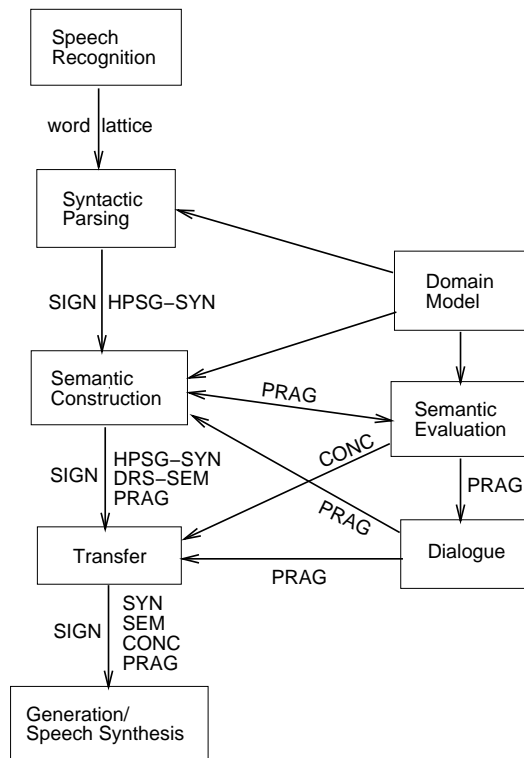 Speech
Recognition
word lattice
Syntactic
Parsing
Domain
Model
SIGN HPSG−SYN
Semantic
Construction
PRAG
Semantic
Evaluation
CONC
SIGN
HPSG−SYN
DRS−SEM
PRAG
PRAG
PRAG
Transfer
Dialogue
PRAG
SIGN
SYN
SEM
CONC
PRAG
Generation/
Speech Synthesis